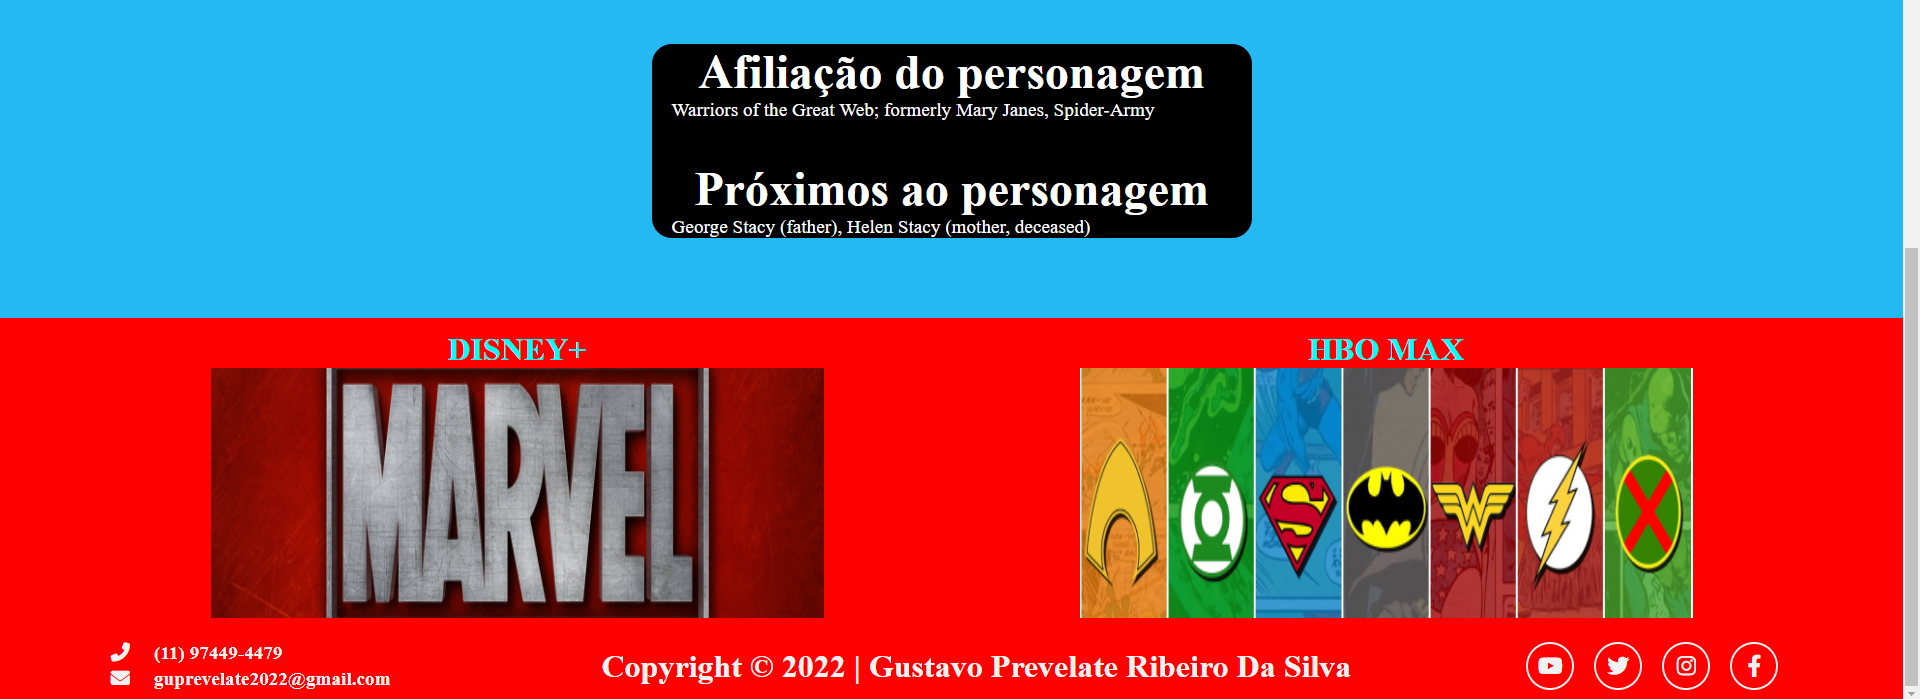 Afiliação do personagem
Warriors of the Great Web; formerly Mary Janes, Spider-Army
Próximos ao personagem
George Stacy (father), Helen Stacy (mother, deceased)
DISNEY+
HBO MAX
MARVEL
(11) 97449-4479
guprevelate2022@gmail.com
Copyright © 2022 | Gustavo Prevelate Ribeiro Da Silva